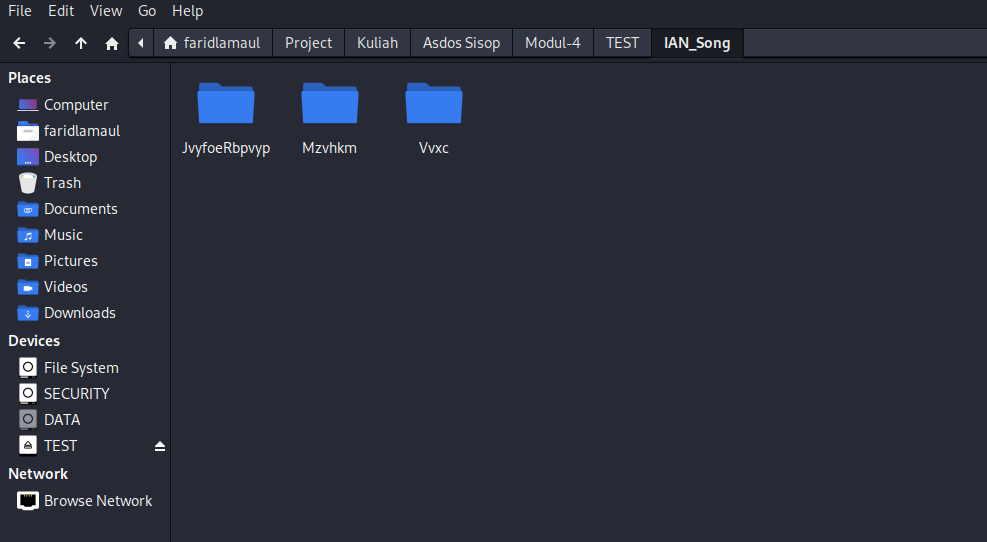 File Edit View Go Help
faridlamaul Project Kuliah Asdos Sisop Modul-4 TEST IAN_Song
Places
Computer
faridlamaul
Desktop
Trash
Documents
Music
Pictures
Videos
Downloads
Devices
File System
SECURITY
DATA
TEST
Network
Browse Network
JvyfoeRbpvyp Mzvhkm Vvxc